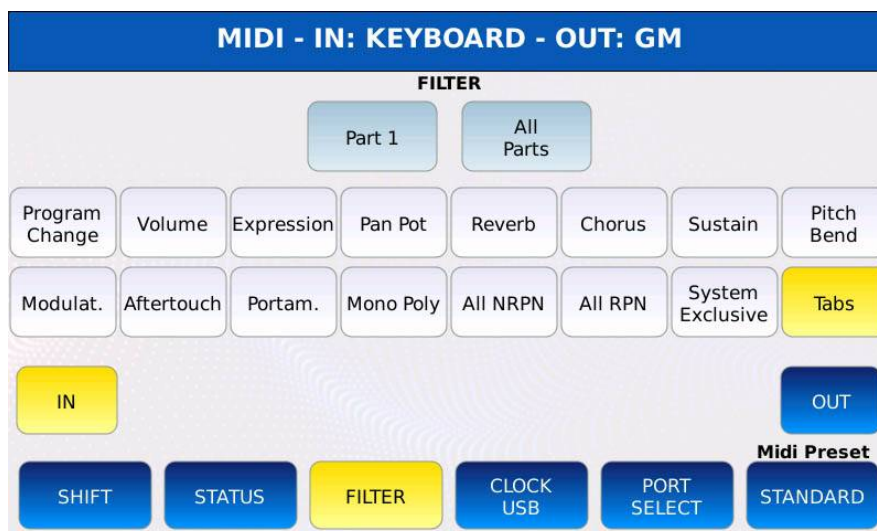 MIDI - IN: KEYBOARD - OUT: GM
FILTER
Part 1
All
Parts
Program
Change
Volume
Expression
Pan Pot
Reverb
Chorus
Sustain
Pitch
Bend
Modulat.
Aftertouch
Portam.
Mono Poly
All NRPN
All RPN
System
Exclusive
Tabs
IN
OUT
Midi Preset
SHIFT
STATUS
FILTER
CLOCK
USB
PORT
SELECT
STANDARD